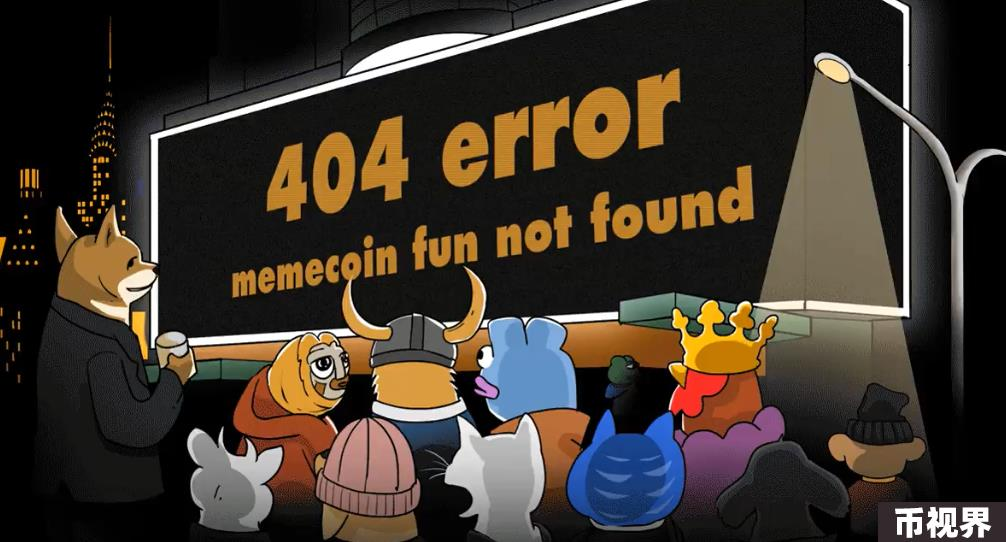 404 error
memecoin fun not found
币视界